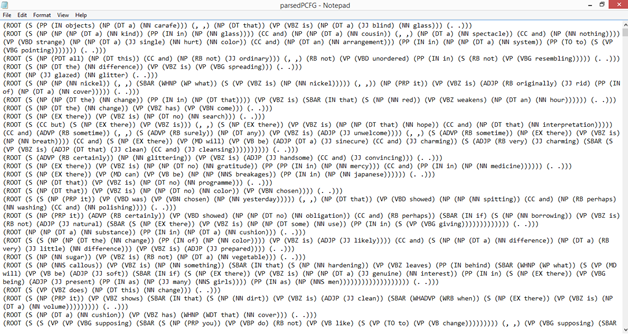 parsedPCFG - Notepad
File Edit Format View Help
(ROOT (S (PP (IN objects) (NP (DT a) (NN carafe))) (, ,) (NP (DT that)) (VP (VBZ is) (NP (DT a) (JJ blind) (NN glass))) (. .)))
(ROOT (S (NP (NP (NP (DT a) (NN kind)) (PP (IN in) (NP (NN glass)))) (CC and) (NP (DT a) (NN cousin)) (, ,) (NP (DT a) (NN spectacle)) (CC and) (NP (NN nothing)))
(VP (VBD strange) (NP (NP (DT a) (JJ single) (NN hurt) (NN color)) (CC and) (NP (DT an) (NN arrangement))) (PP (IN in) (NP (NP (DT a) (NN system)) (PP (TO to) (S (VP
(VBG pointing))))))) (. .)))
(ROOT (S (NP (PDT all) (NP (DT this)) (CC and) (NP (RB not) (JJ ordinary))) (, ,) (RB not) (VP (VBD unordered) (PP (IN in) (S (RB not) (VP (VBG resembling))))) (. .)))
(ROOT (S (NP (DT the) (NN difference)) (VP (VBZ is) (VP (VBG spreading))) (. .)))
(ROOT (NP (JJ glazed) (NN glitter) (. .)))
(ROOT (S (NP (NP (NN nickel)) (, ,) (SBAR (WHNP (WP what)) (S (VP (VBZ is) (NP (NN nickel))))) (, ,)) (NP (PRP it)) (VP (VBZ is) (ADJP (RB originally) (JJ rid) (PP (IN
of) (NP (DT a) (NN cover))))) (. .)))
(ROOT (S (NP (NP (DT the) (NN change)) (PP (IN in) (NP (DT that)))) (VP (VBZ is) (SBAR (IN that) (S (NP (NN red)) (VP (VBZ weakens) (NP (DT an) (NN hour)))))) (. .)))
(ROOT (S (NP (DT the) (NN change)) (VP (VBZ has) (VP (VBN come))) (. .)))
(ROOT (S (NP (EX there)) (VP (VBZ is) (NP (DT no) (NN search))) (. .)))
(ROOT (S (CC but) (S (NP (EX there)) (VP (VBZ is))) (, ,) (S (NP (EX there)) (VP (VBZ is) (NP (NP (DT that) (NN hope)) (CC and) (NP (DT that) (NN interpretation)))))
(CC and) (ADVP (RB sometime)) (, ,) (S (ADVP (RB surely)) (NP (DT any)) (VP (VBZ is) (ADJP (JJ unwelcome)))) (, ,) (S (ADVP (RB sometime)) (NP (EX there)) (VP (VBZ is)
(NP (NN breath)))) (CC and) (S (NP (EX there)) (VP (MD will) (VP (VB be) (ADJP (DT a) (JJ sinecure) (CC and) (JJ charming)) (S (ADJP (RB very) (JJ charming) (SBAR (S
(VP (VBZ is) (ADJP (DT that) (JJ clean) (CC and) (JJ cleansing)))))))))) (. .)))
(ROOT (S (ADVP (RB certainly)) (NP (NN glittering)) (VP (VBZ is) (ADJP (JJ handsome) (CC and) (JJ convincing))) (. .)))
(ROOT (S (NP (EX there)) (VP (VBZ is) (NP (NP (DT no) (NN gratitude)) (PP (PP (IN in) (NP (NN mercy))) (CC and) (PP (IN in) (NP (NN medicine)))))) (. .)))
(ROOT (S (NP (EX there)) (VP (MD can) (VP (VB be) (NP (NP (NNS breakages)) (PP (IN in) (NP (NN japanese)))))) (. .)))
(ROOT (S (NP (DT that)) (VP (VBZ is) (NP (DT no) (NN programme))) (. .)))
(ROOT (S (NP (DT that)) (VP (VBZ is) (NP (NP (DT no) (NN color)) (VP (VBN chosen)))) (. .)))
(ROOT (S (S (NP (PRP it)) (VP (VBD was) (VP (VBN chosen) (NP (NN yesterday))))) (, ,) (NP (DT that)) (VP (VBD showed) (NP (NP (NN spitting)) (CC and) (NP (RB perhaps)
(NN washing) (CC and) (NN polishing)))) (. .)))
(ROOT (S (NP (PRP it)) (ADVP (RB certainly)) (VP (VBD showed) (NP (NP (DT no) (NN obligation)) (CC and) (RB perhaps)) (SBAR (IN if) (S (NP (NN borrowing)) (VP (VBZ is)
(RB not) (ADJP (JJ natural) (SBAR (S (NP (EX there)) (VP (VBZ is) (NP (NP (DT some) (NN use)) (PP (IN in) (S (VP (VBG giving))))))))))))) (. .)))
(ROOT (NP (NP (DT a) (NN substance)) (PP (IN in) (NP (DT a) (NN cushion))) (. .)))
(ROOT (S (S (NP (NP (DT the) (NN change)) (PP (IN of) (NP (NN color)))) (VP (VBZ is) (ADJP (JJ likely)))) (CC and) (S (NP (NP (DT a) (NN difference)) (NP (DT a) (RB
very) (JJ little) (NN difference))) (VP (VBZ is) (ADJP (JJ prepared)))) (. .)))
(ROOT (S (NP (NN sugar)) (VP (VBZ is) (RB not) (NP (DT a) (NN vegetable))) (. .)))
(ROOT (S (NP (NNS callous)) (VP (VBZ is) (NP (NN something)) (SBAR (IN that) (S (NP (NN hardening)) (VP (VBZ leaves) (PP (IN behind) (SBAR (WHNP (WP what)) (S (VP (MD
will) (VP (VB be) (ADJP (JJ soft)) (SBAR (IN if) (S (NP (EX there)) (VP (VBZ is) (NP (NP (DT a) (JJ genuine) (NN interest)) (PP (IN in) (S (NP (EX there)) (VP (VBG
being) (ADJP (JJ present) (PP (IN as) (NP (JJ many) (NNS girls)))) (PP (IN as) (NP (NNS men)))))))))))))))))) (. .)))
(ROOT (S (VP (VBZ does) (NP (DT this) (NN change))) (. .)))
(ROOT (S (NP (PRP it)) (VP (VBZ shows) (SBAR (IN that) (S (NP (NN dirt)) (VP (VBZ is) (ADJP (JJ clean)) (SBAR (WHADVP (WRB when)) (S (NP (EX there)) (VP (VBZ is) (NP
(DT a) (NN volume))))))))) (. .)))
(ROOT (S (NP (DT a) (NN cushion)) (VP (VBZ has) (WHNP (WDT that) (NN cover))) (. .)))
(ROOT (S (S (VP (VBG supposing) (SBAR (S (NP (PRP you)) (VP (VBP do) (RB not) (VP (VB like) (S (VP (TO to) (VP (VB change))))))))) (, ,) (VP (VBG supposing) (SBAR